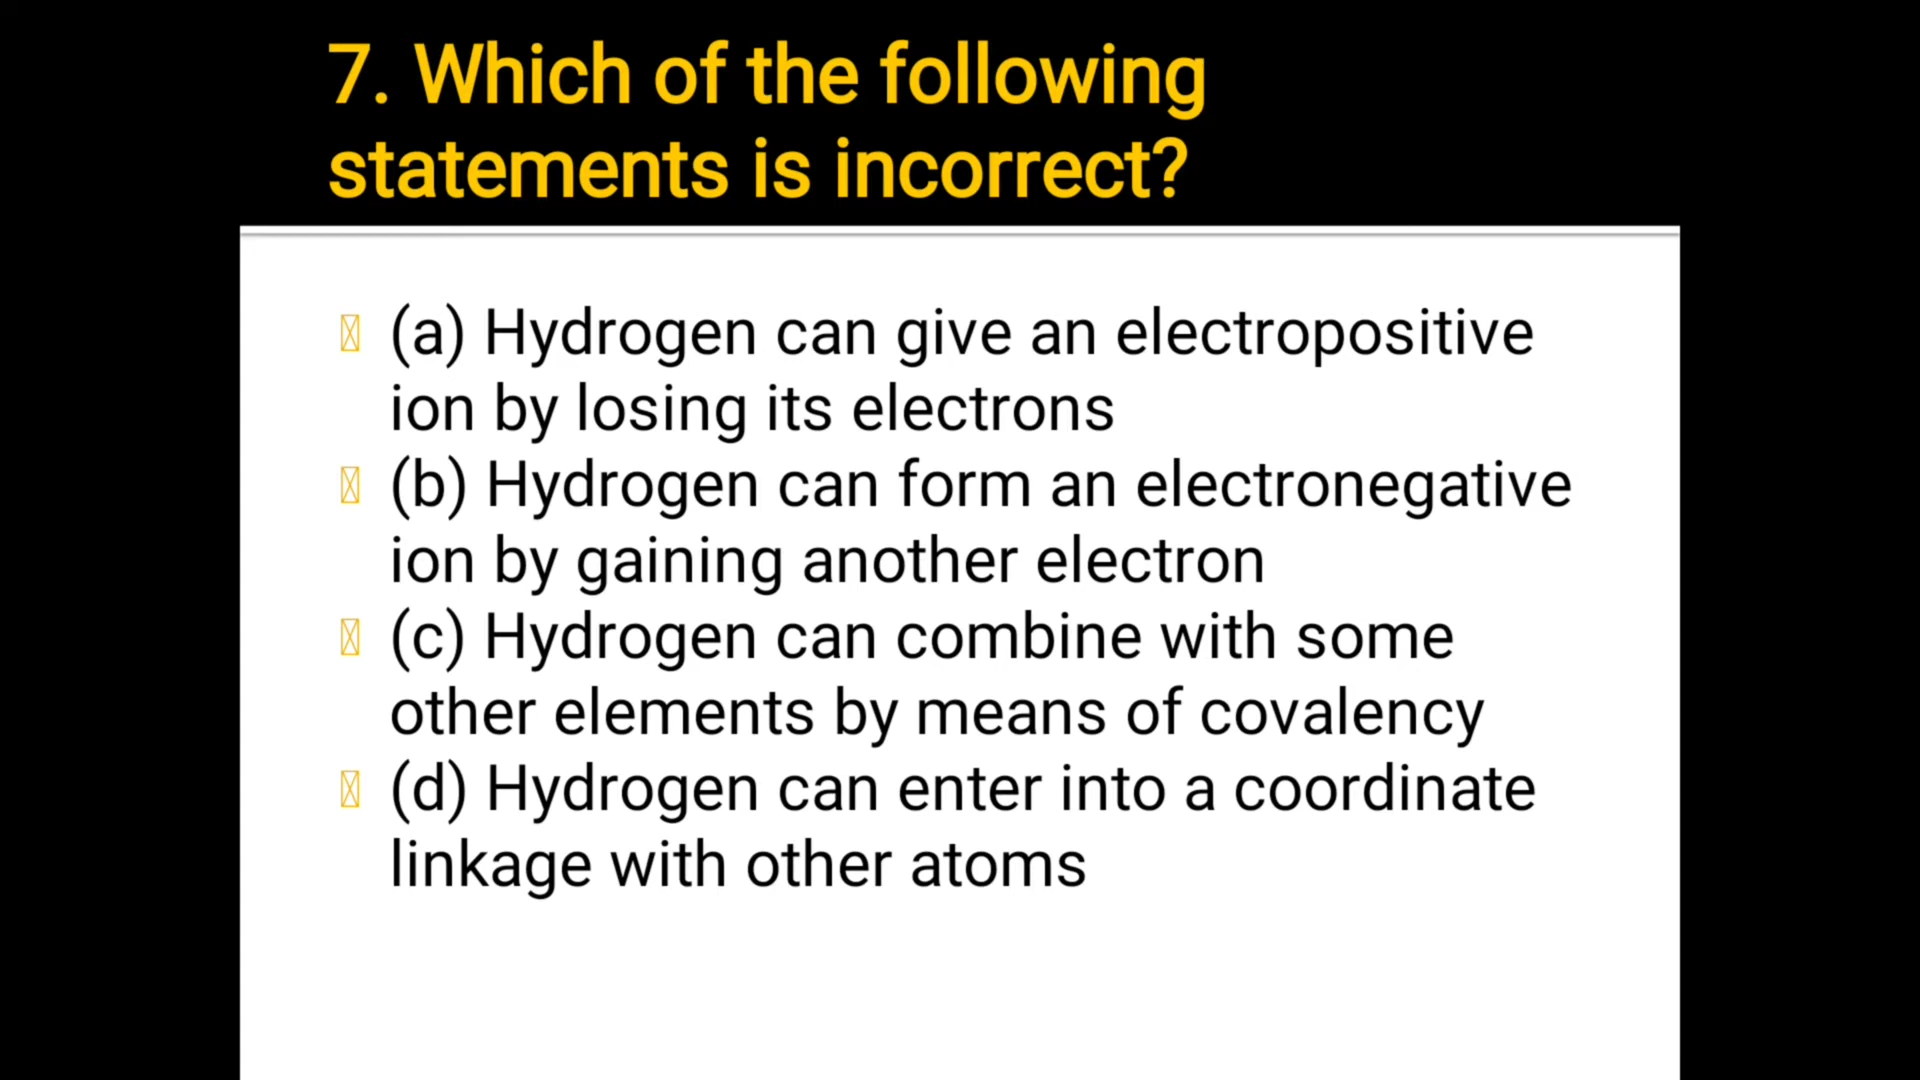 7. Which of the following
statements is incorrect?
(a) Hydrogen can give an electropositive
ion by losing its electrons
(b) Hydrogen can form an electronegative
ion by gaining another electron
(c) Hydrogen can combine with some
other elements by means of covalency
(d) Hydrogen can enter into a coordinate
linkage with other atoms